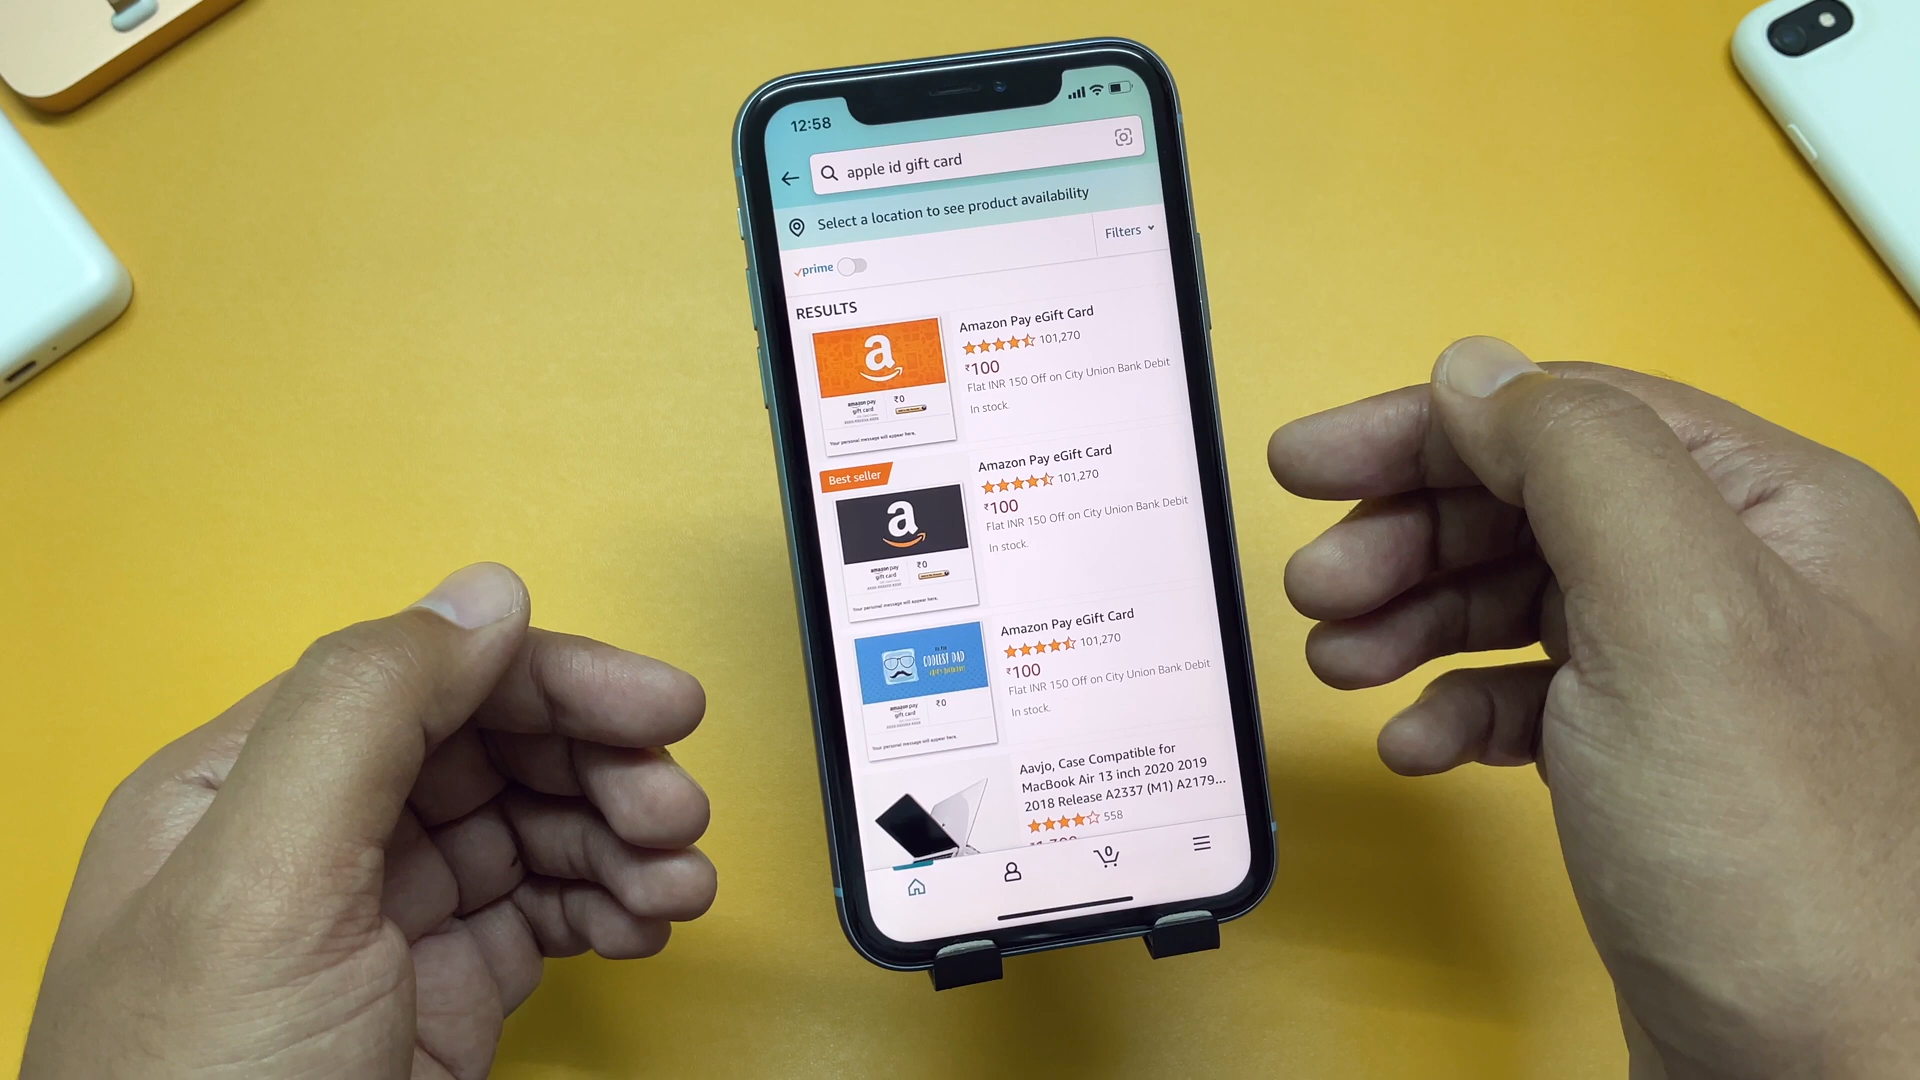 12:58
apple id gift card
Select a location to see product availability
prime
Filters
RESULTS
a
amazon pay
gift card
₹0
Your personal message will appear here.
Amazon Pay eGift Card
101,270
₹100
Flat INR 150 Off on City Union Bank Debit
In stock.
Best seller
a
amazon pay
gift card
₹0
Your personal message will appear here.
Amazon Pay eGift Card
101,270
₹100
Flat INR 150 Off on City Union Bank Debit
In stock.
COOLEST DAD
amazon pay
gift card
₹0
Your personal message will appear here.
Amazon Pay eGift Card
101,270
₹100
Flat INR 150 Off on City Union Bank Debit
In stock.
Aavjo, Case Compatible for
MacBook Air 13 inch 2020 2019
2018 Release A2337 (M1) A2179...
558
0